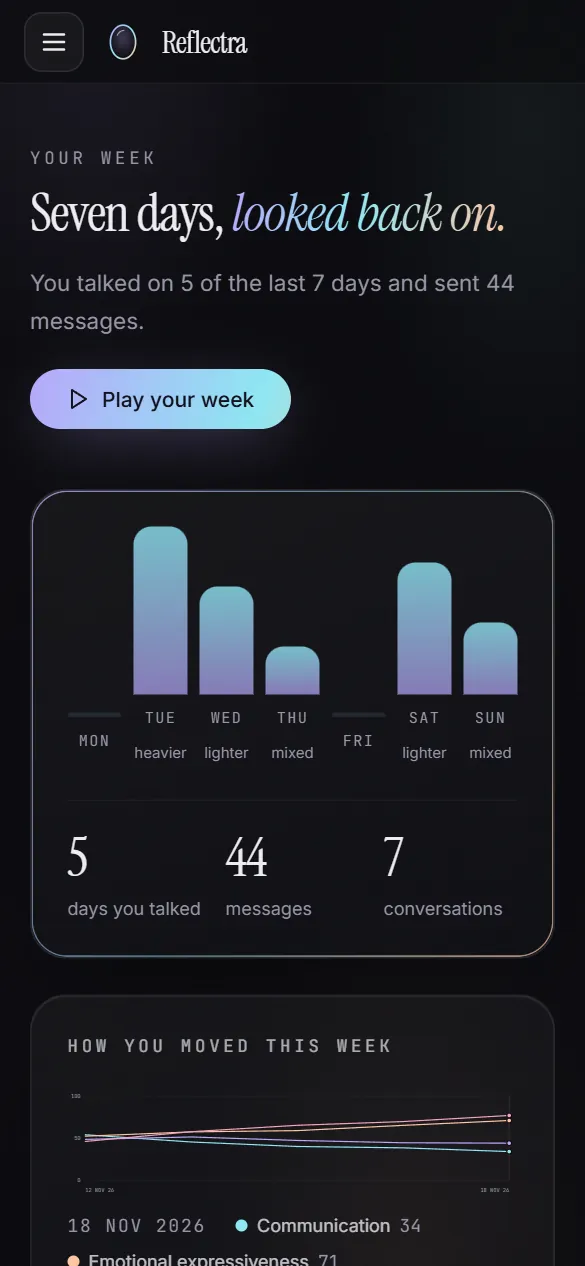 Reflectra
YOUR WEEK
Seven days, looked back on.
You talked on 5 of the last 7 days and sent 44
messages.
Play your week
TUE WED THU SAT SUN
MON FRI
heavier lighter mixed lighter mixed
5 44 7
days you talked messages conversations
HOW YOU MOVED THIS WEEK
100
50
0
12 NOV 26 18 NOV 26
18 NOV 2026 Communication 34
Emotional expressiveness 71